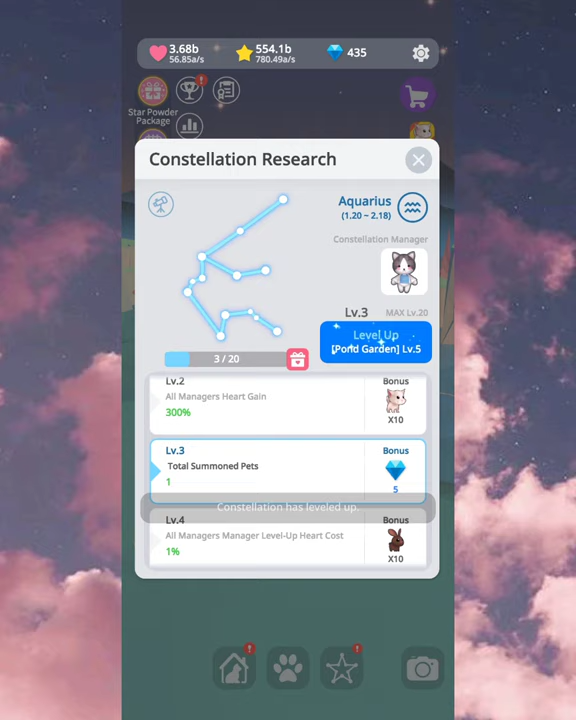 3.68b
56.85a/s
554.1b
780.49a/s
435
Star Powder
Package
Constellation Research
Aquarius
(1.20 ~ 2.18)
Constellation Manager
Lv.3
MAX Lv.20
Level Up
[Pond Garden] Lv.5
3 / 20
Lv.2
All Managers Heart Gain
300%
Bonus
X10
Lv.3
Total Summoned Pets
1
Bonus
5
Constellation has leveled up.
Lv.4
All Managers Manager Level-Up Heart Cost
1%
Bonus
X10